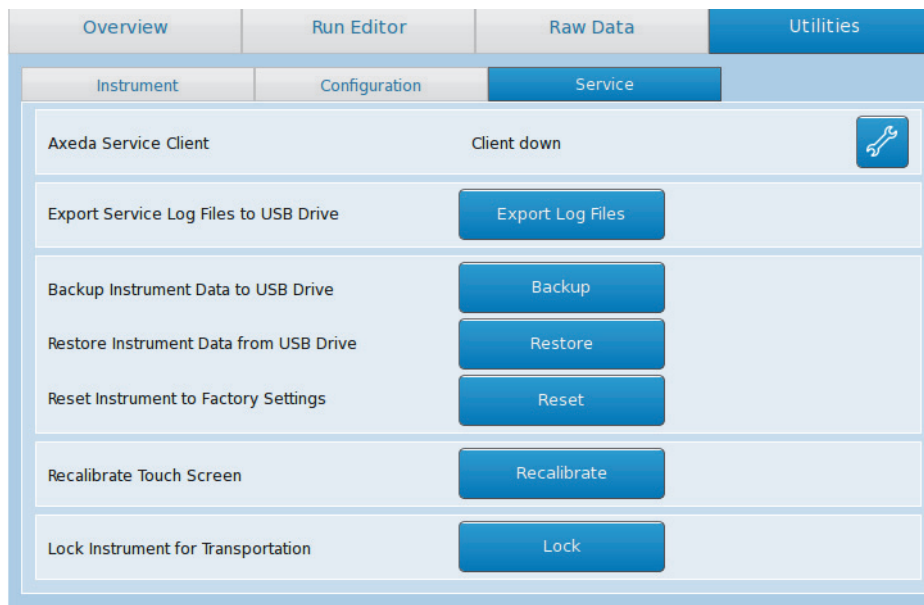 Overview Run Editor Raw Data Utilities
Instrument Configuration Service
Axeda Service Client Client down
Export Service Log Files to USB Drive Export Log Files
Backup Instrument Data to USB Drive Backup
Restore Instrument Data from USB Drive Restore
Reset Instrument to Factory Settings Reset
Recalibrate Touch Screen Recalibrate
Lock Instrument for Transportation Lock